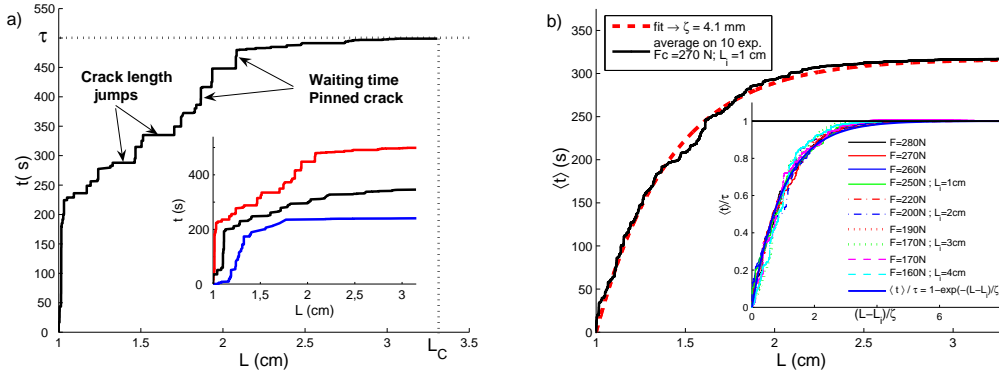 a)
t( s)
τ
500
450
400
350
300
250
200
150
100
50
0
1
1.5
2
2.5
3
3.5
L (cm)
L_C
Crack length
jumps
Waiting time
Pinned crack
t (s)
400
200
0
1
1,5
2
2,5
3
L (cm)
b)
⟨t⟩ (s)
350
300
250
200
150
100
50
0
1
1.5
2
2.5
3
L (cm)
fit → ζ = 4.1 mm
average on 10 exp.
Fc=270 N; L_i=1 cm
⟨t⟩/τ
1
0.8
0.6
0.4
0.2
0
0
2
6
(L−L_i)/ζ
F=280N
F=270N
F=260N
F=250N ; L_i=1cm
F=220N
F=200N ; L_i=2cm
F=190N
F=170N ; L_i=3cm
F=170N
F=160N ; L_i=4cm
⟨ t ⟩ / τ = 1−exp(−(L−L_i)/ζ